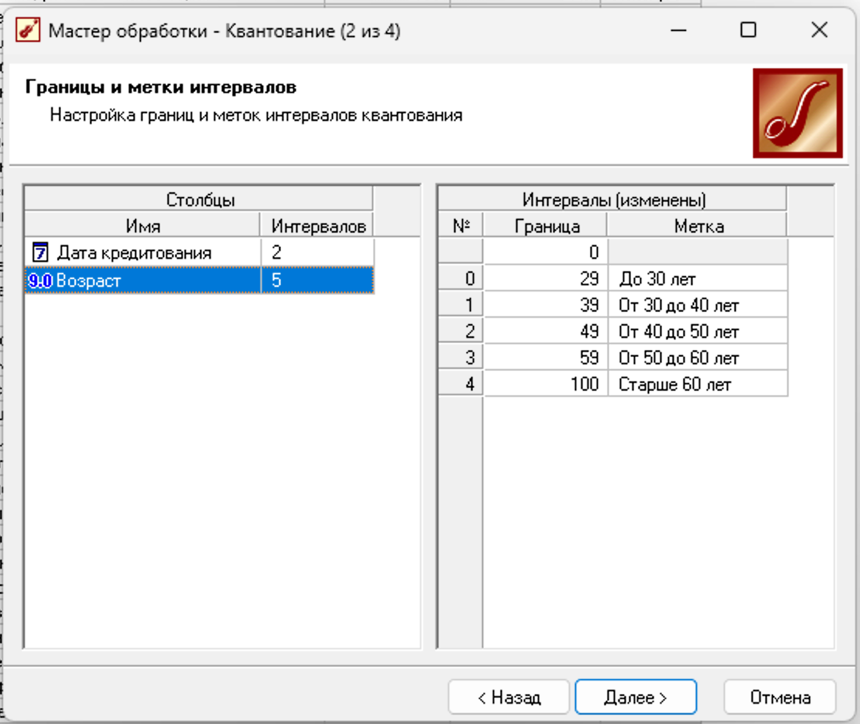 Мастер обработки - Квантование (2 из 4)
Границы и метки интервалов
Настройка границ и меток интервалов квантования
Столбцы
Имя Интервалов
7 Дата кредитования 2
9.0 Возраст 5
Интервалы (изменены)
№ Граница Метка
0
0 29 До 30 лет
1 39 От 30 до 40 лет
2 49 От 40 до 50 лет
3 59 От 50 до 60 лет
4 100 Старше 60 лет
< Назад Далее > Отмена